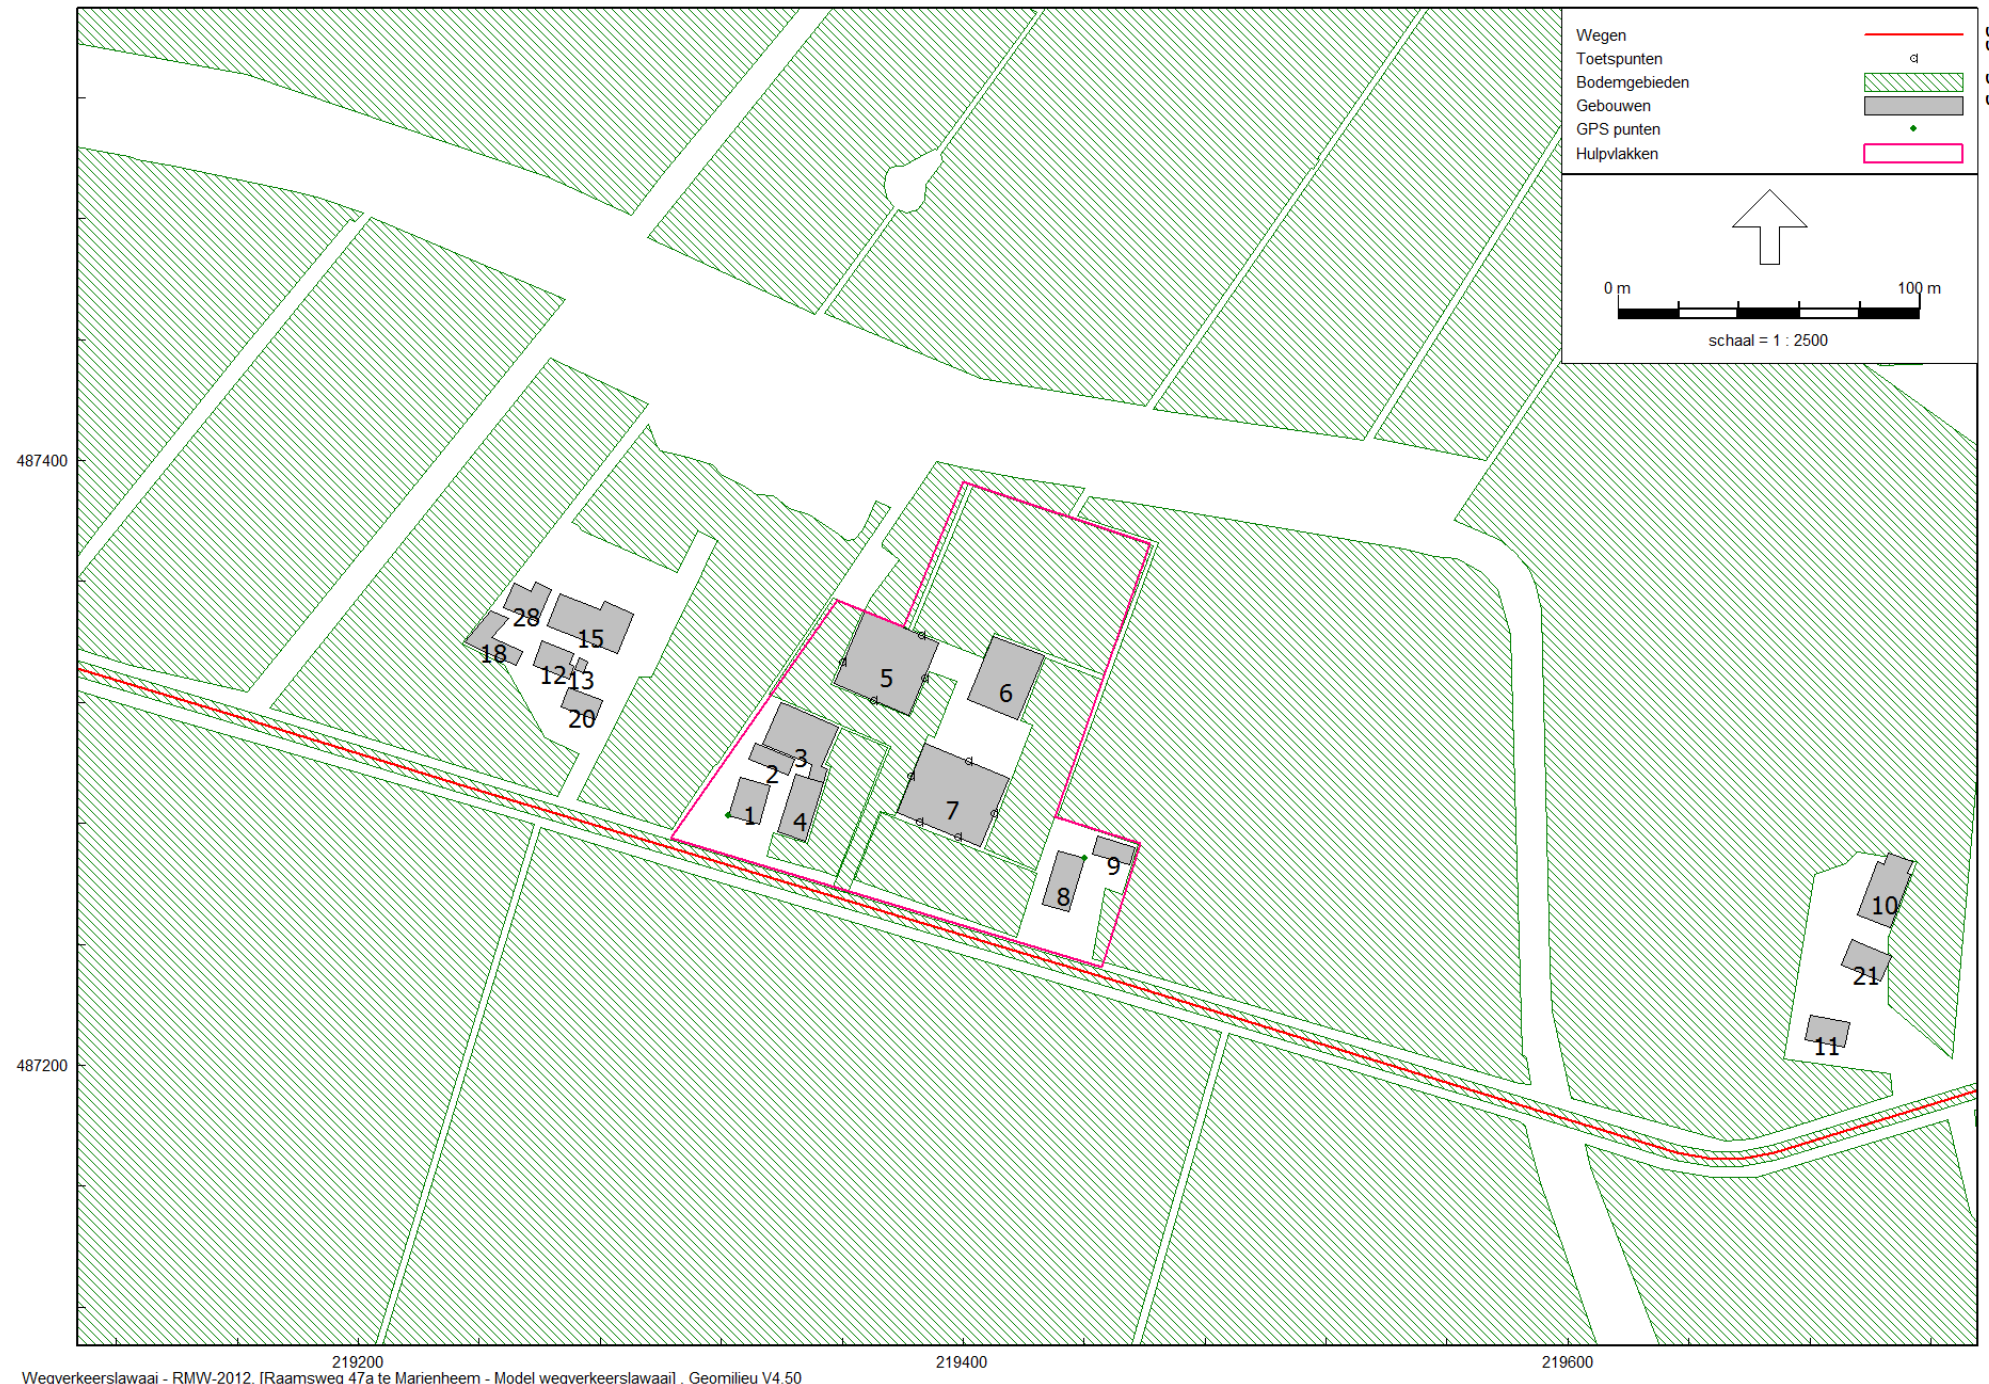 Wegen
Toetspunten
Bodemgebieden
Gebouwen
GPS punten
Hulpvlakken
0 m 100 m
schaal = 1 : 2500
487400
28
15
18
12
13
20
5
6
3
2
1
4
7
9
8
10
21
11
487200
219200 219400 219600
Wegverkeerslawaai - RMW-2012, [Raamsweg 47a te Marienheem - Model wegverkeerslawaai] , Geomilieu V4.50